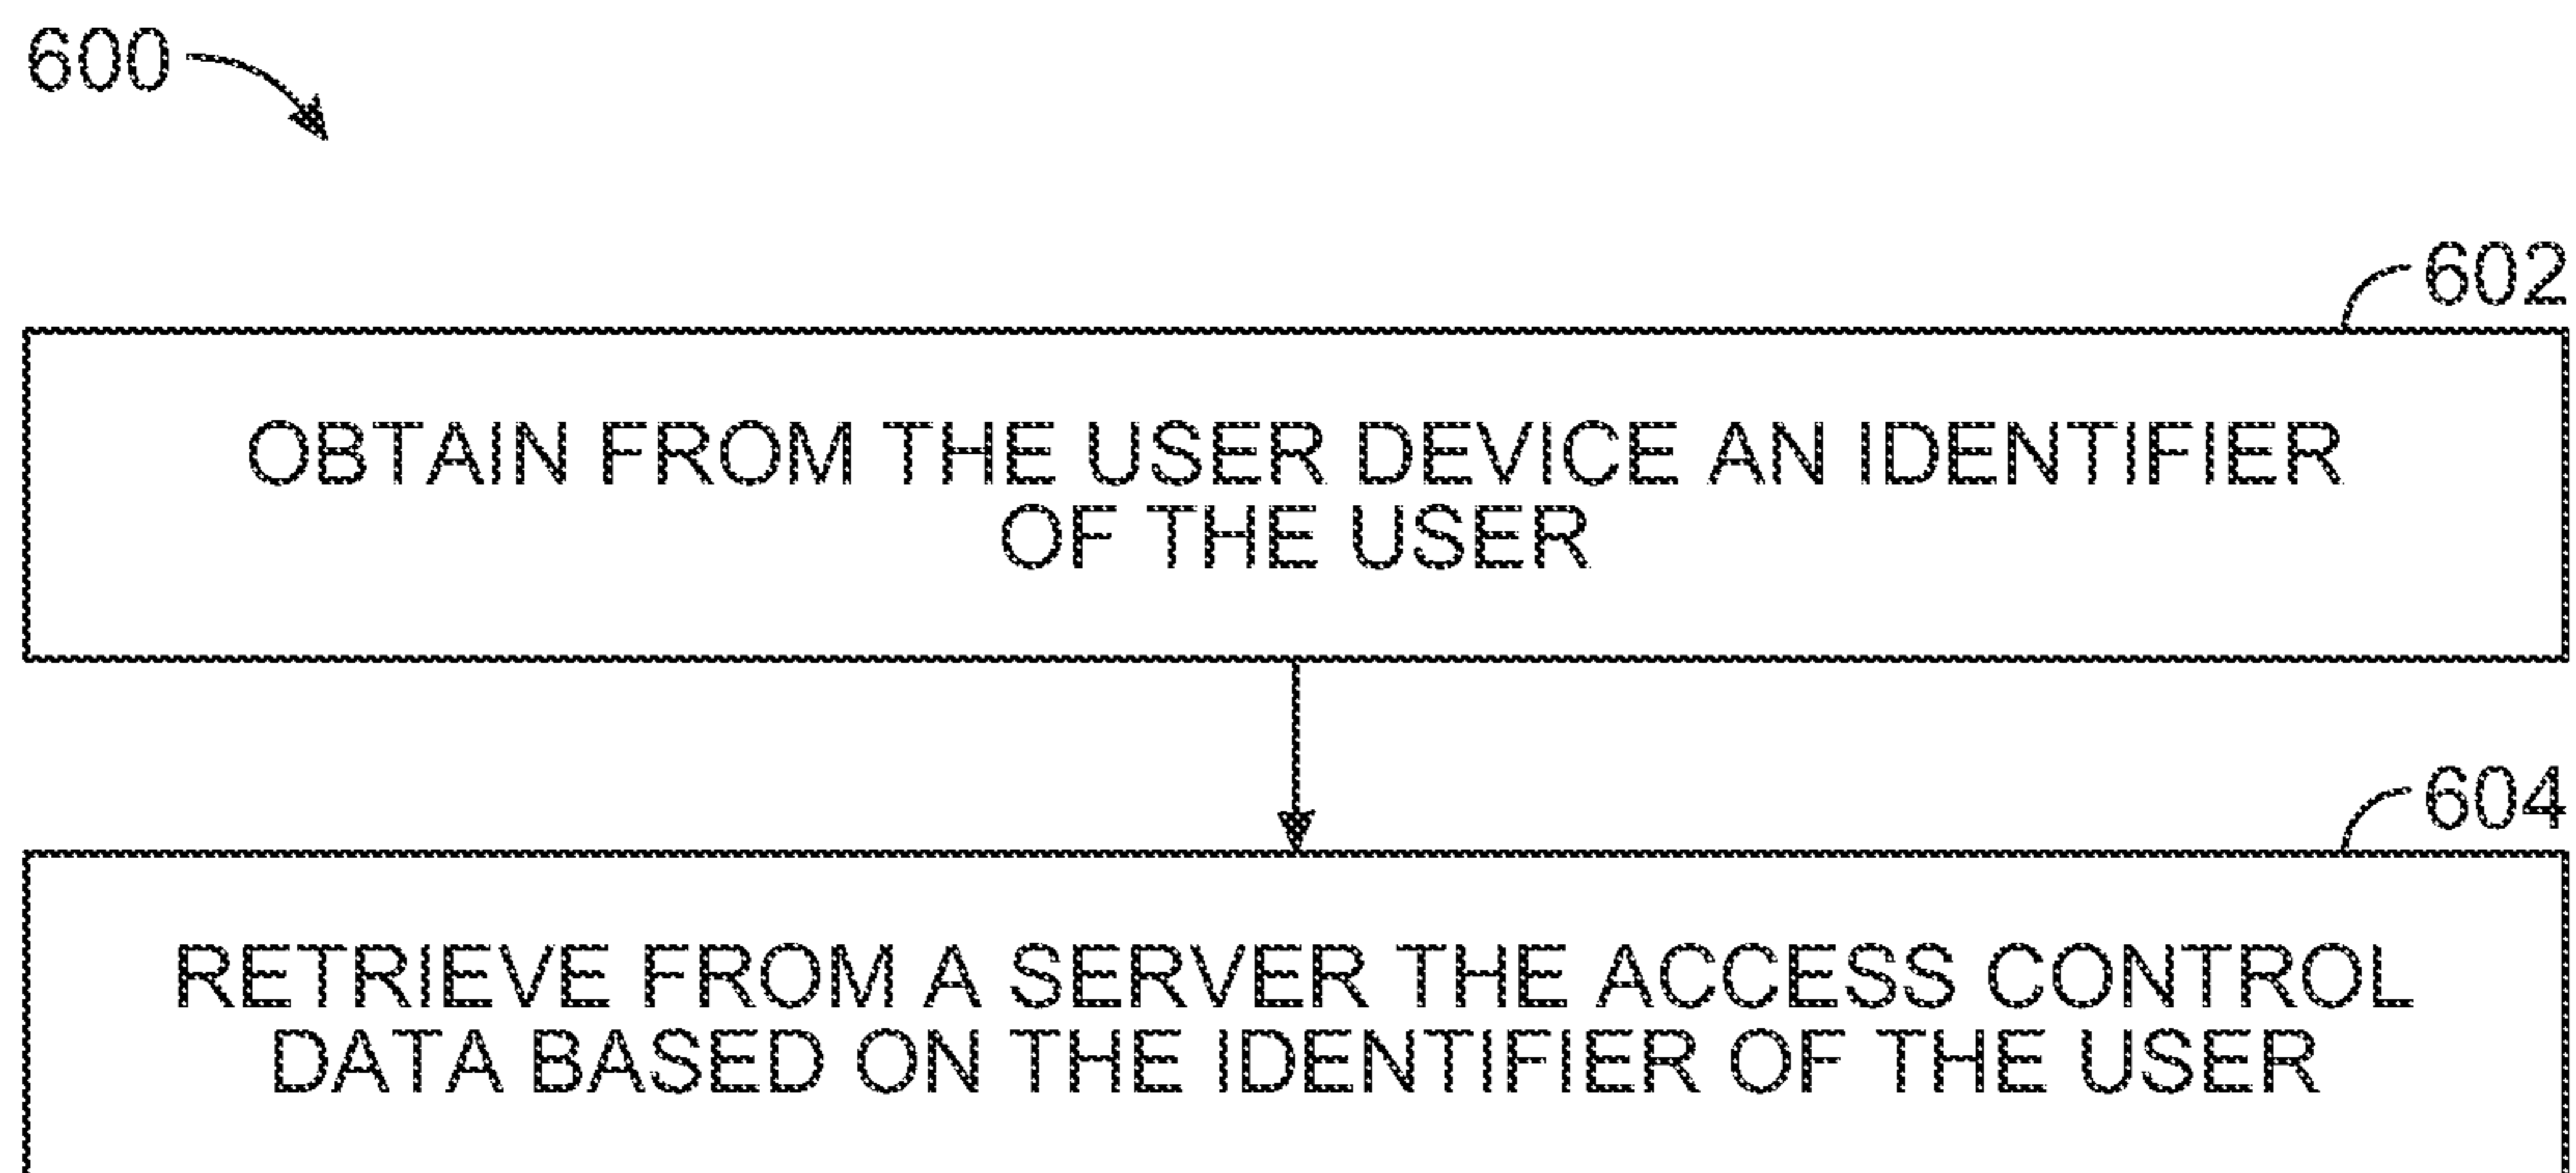 600
602
OBTAIN FROM THE USER DEVICE AN IDENTIFIER
OF THE USER
604
RETRIEVE FROM A SERVER THE ACCESS CONTROL
DATA BASED ON THE IDENTIFIER OF THE USER